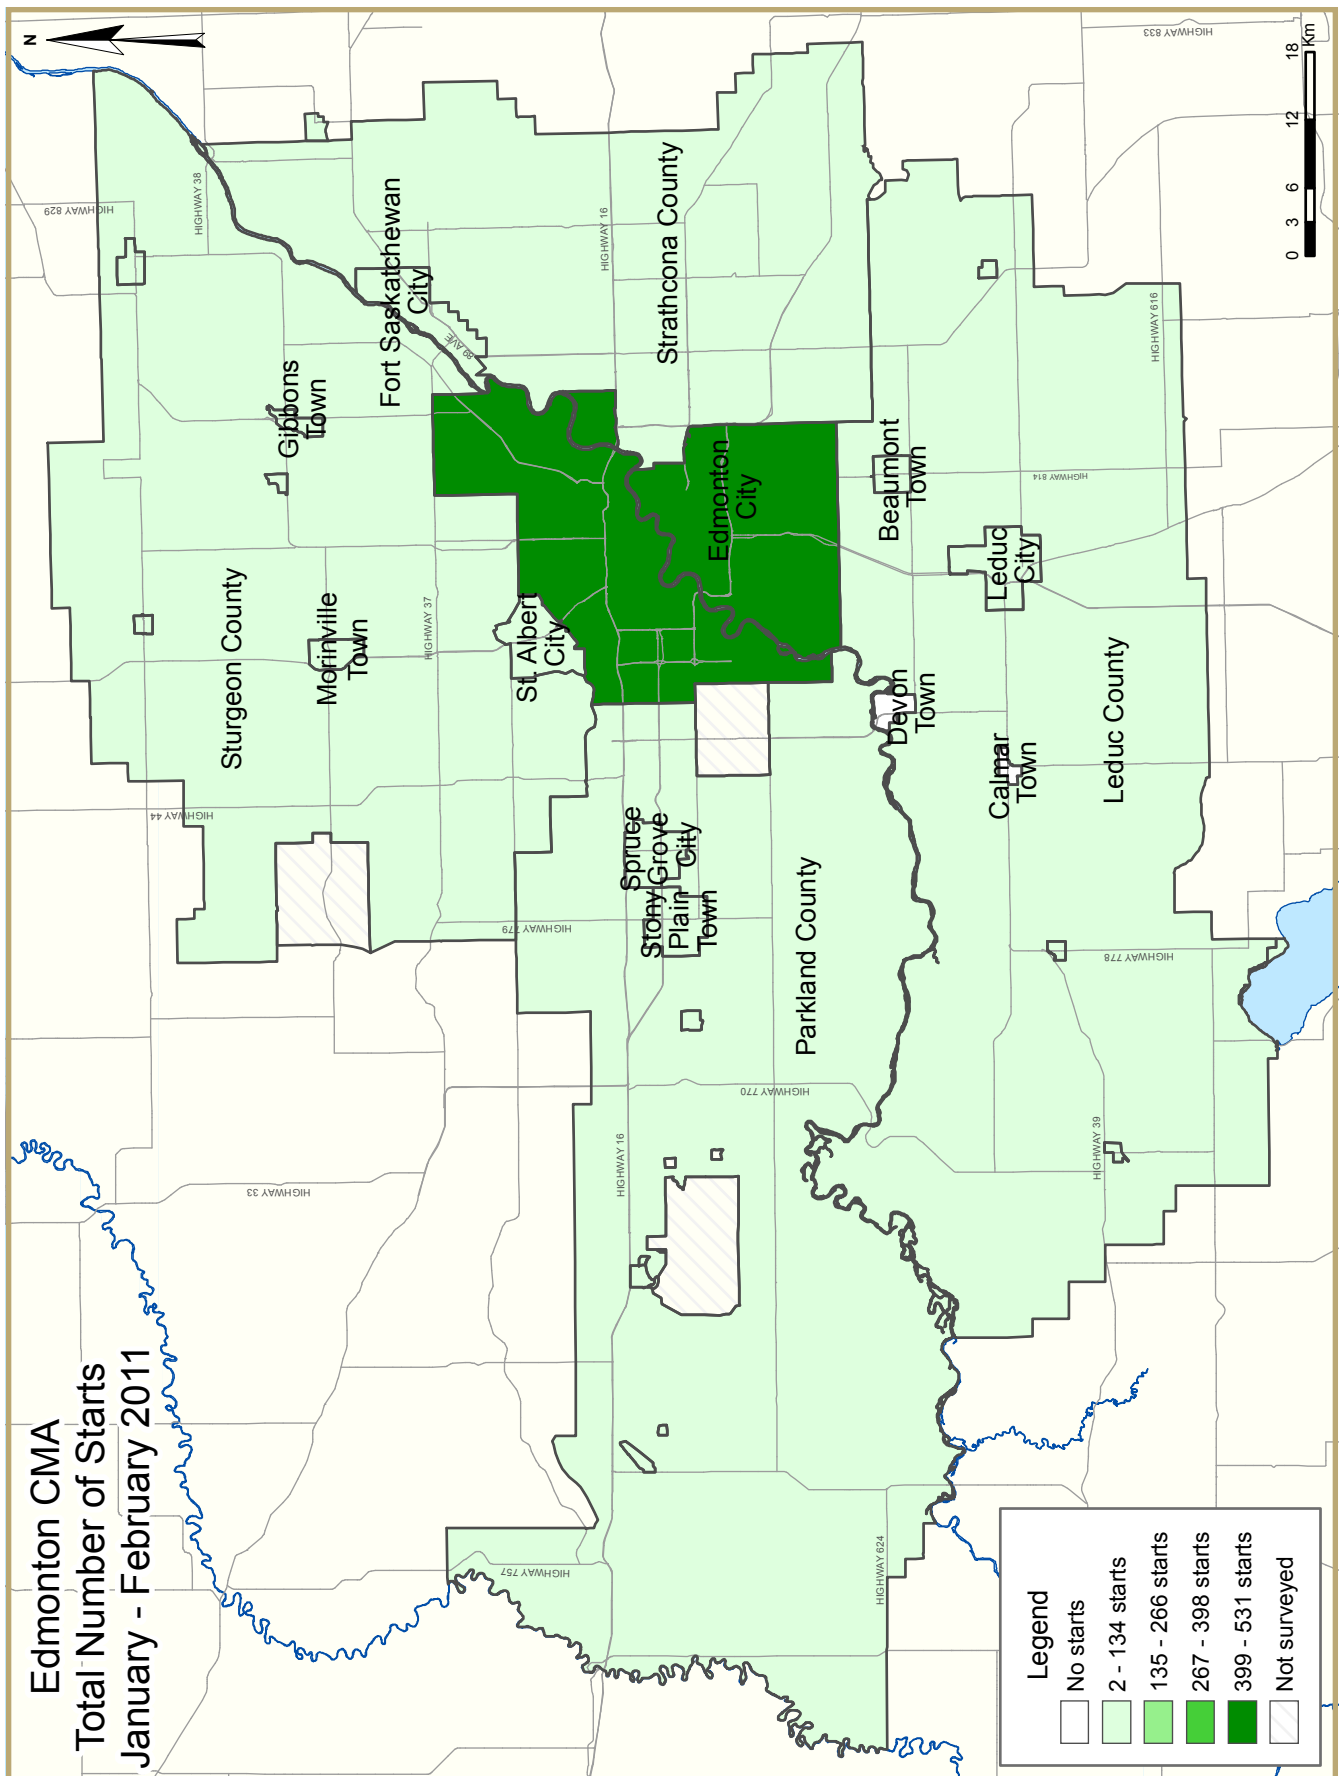 Edmonton CMA
Total Number of Starts
January - February 2011
N
HIGHWAY 829
HIGHWAY 38
HIGHWAY 833
HIGHWAY 44
Gibbons
Town
Fort Saskatchewan
City
89 AVE
Sturgeon County
Morinville
Town
HIGHWAY 37
HIGHWAY 33
HIGHWAY 779
St. Albert
City
HIGHWAY 16
Strathcona County
HIGHWAY 757
HIGHWAY 16
Spruce
Grove
City
Stony
Plain
Town
Edmonton
City
HIGHWAY 770
Parkland County
HIGHWAY 624
Devon
Town
Beaumont
Town
Calmar
Town
Leduc
City
HIGHWAY 814
HIGHWAY 39
HIGHWAY 778
Leduc County
HIGHWAY 616
Legend
No starts
2 - 134 starts
135 - 266 starts
267 - 398 starts
399 - 531 starts
Not surveyed
0 3 6 12 18
Km